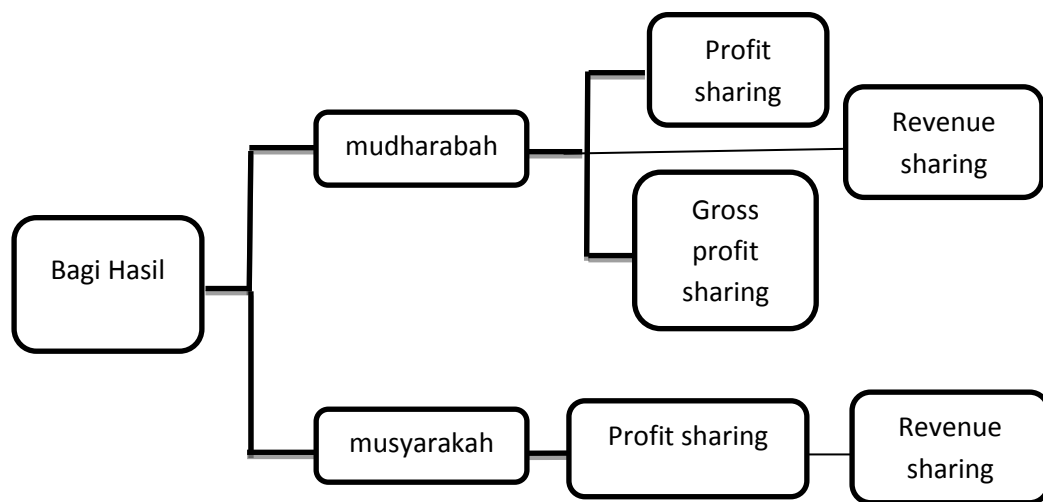 Profit
sharing
mudharabah
Revenue
sharing
Gross
profit
sharing
Bagi Hasil
musyarakah
Profit sharing
Revenue
sharing